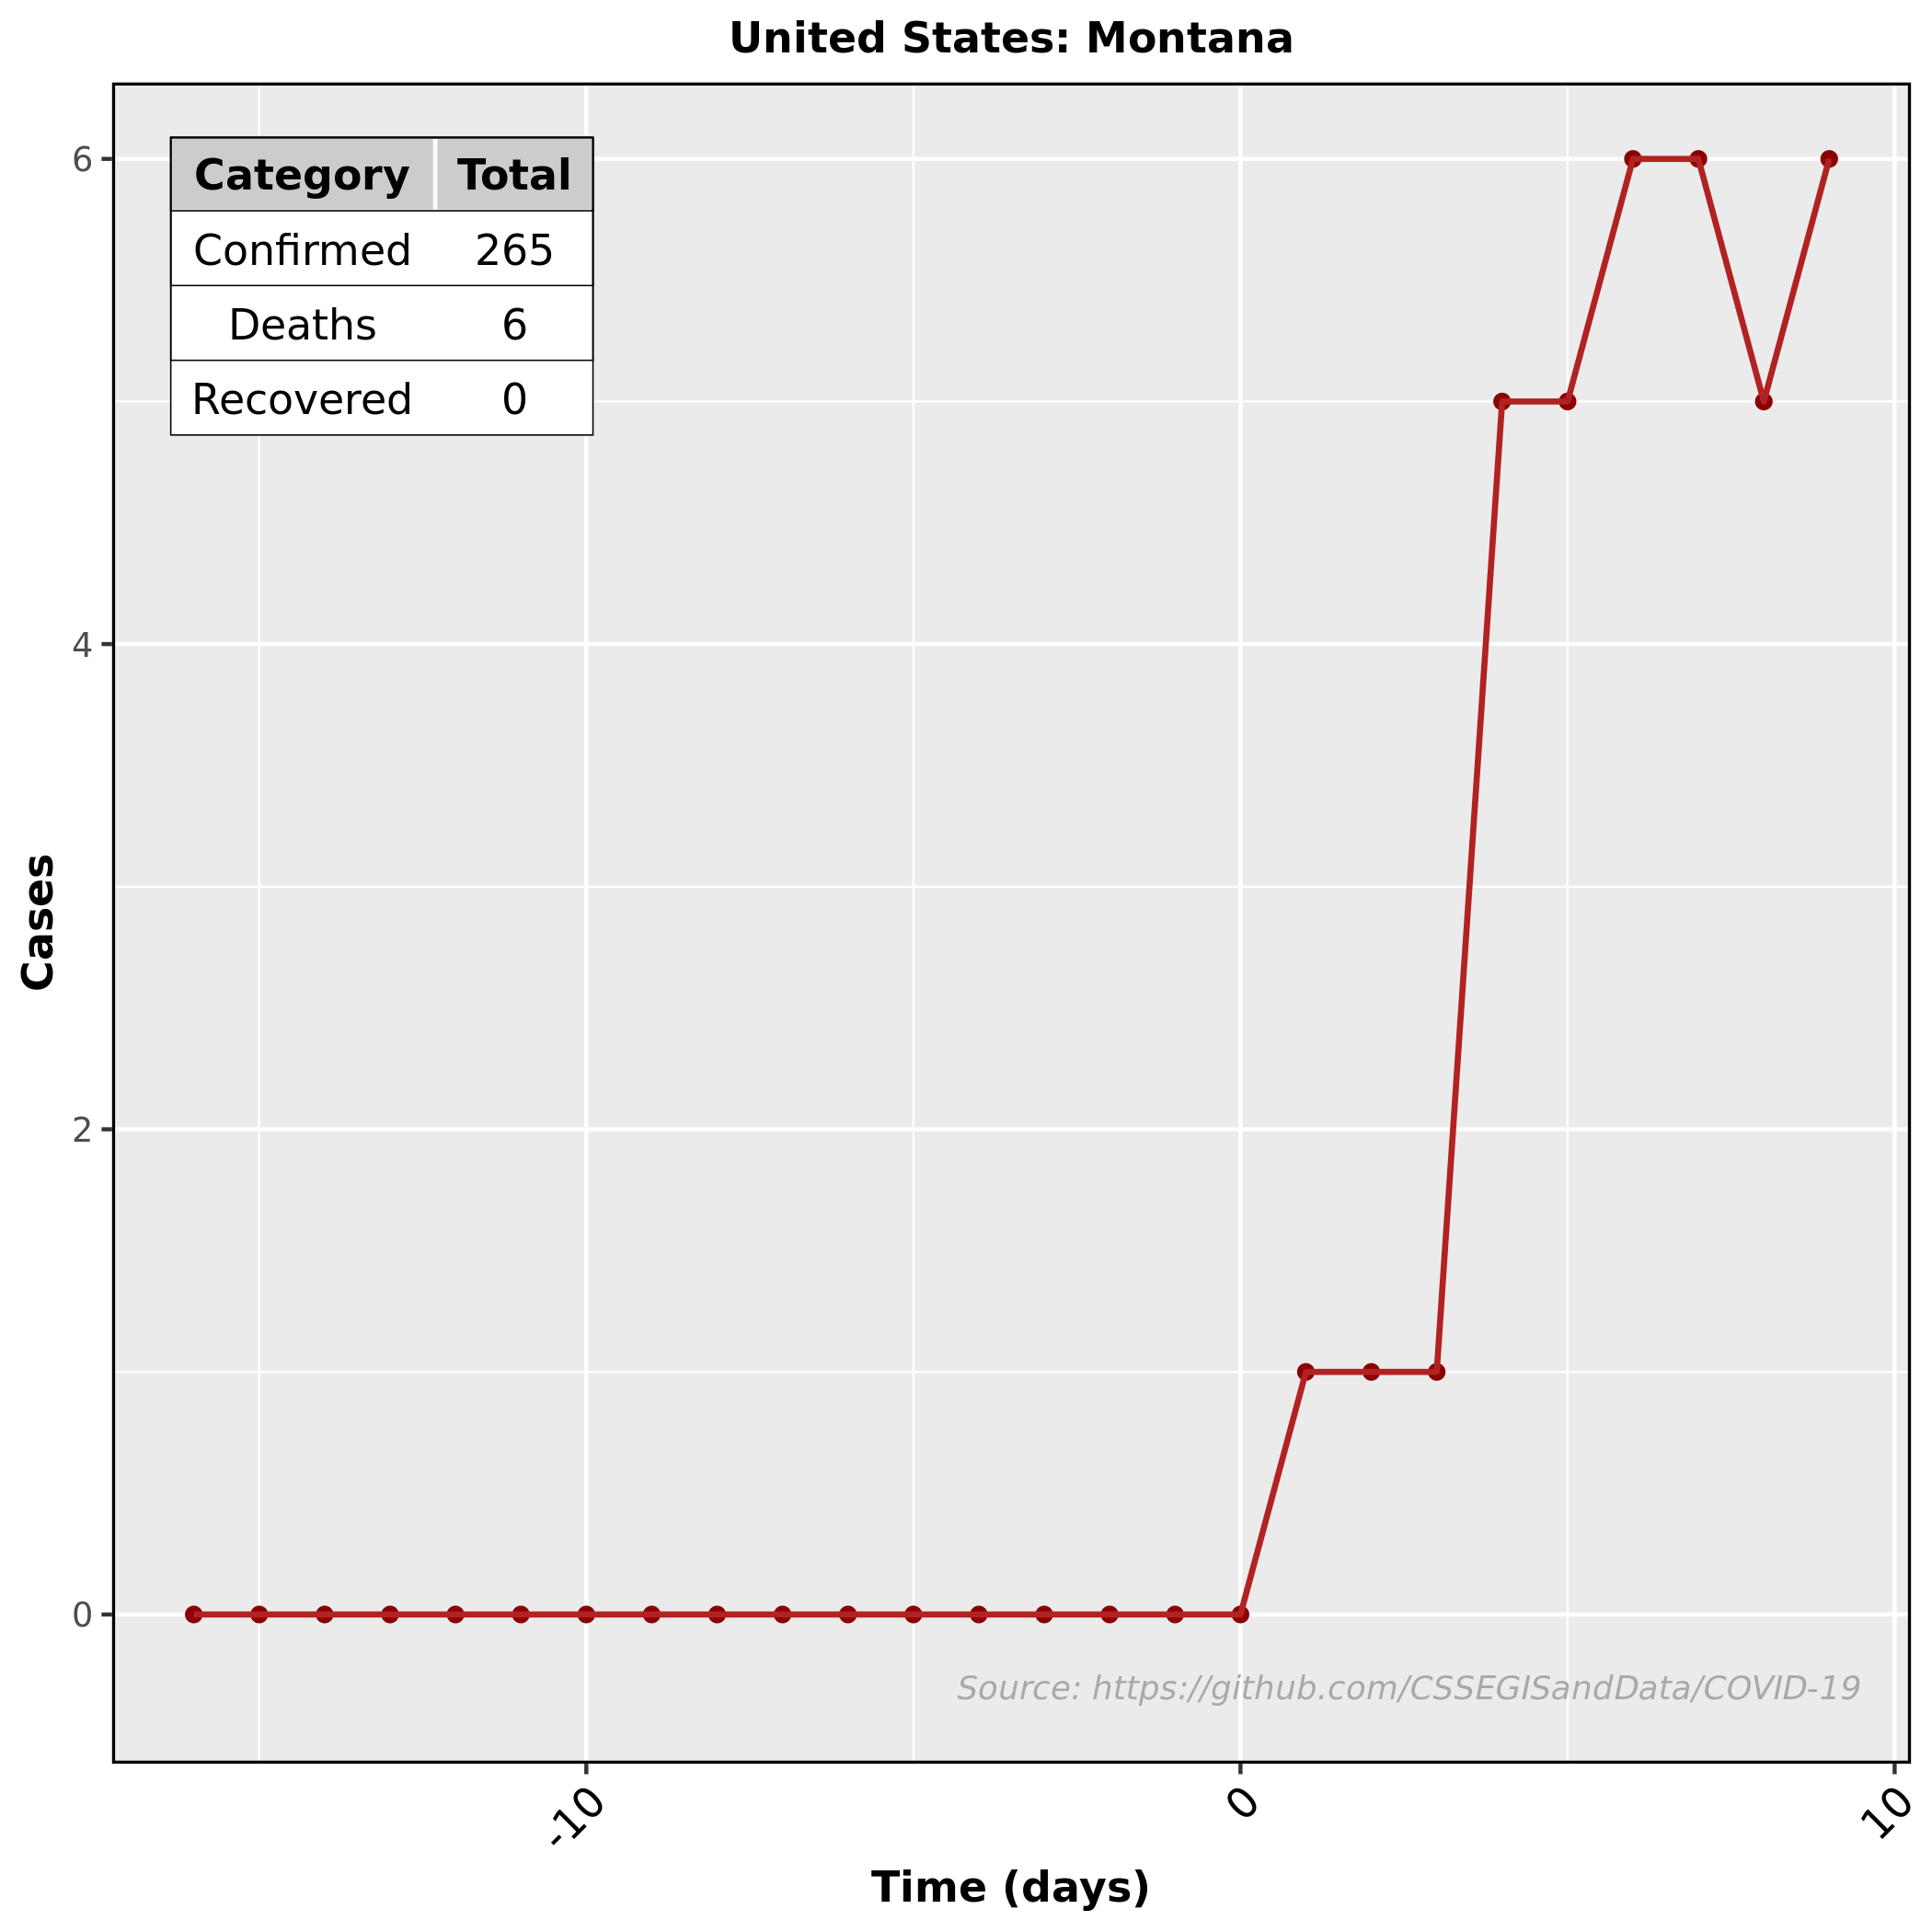 United States: Montana
Category Total
Confirmed 265
Deaths 6
Recovered 0
6
4
2
0
Cases
Source: https://github.com/CSSEGISandData/COVID-19
-10 0 10
Time (days)